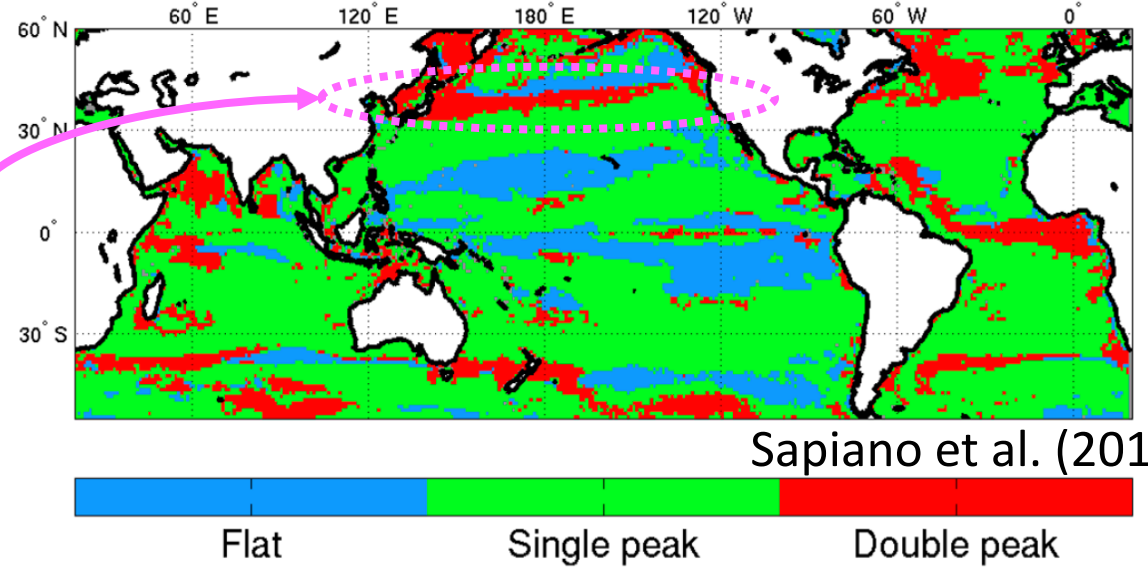 60° E 120° E 180° E 120° W 60° W 0°
60° N
30° N
0°
30° S
Sapiano et al. (201
Flat Single peak Double peak